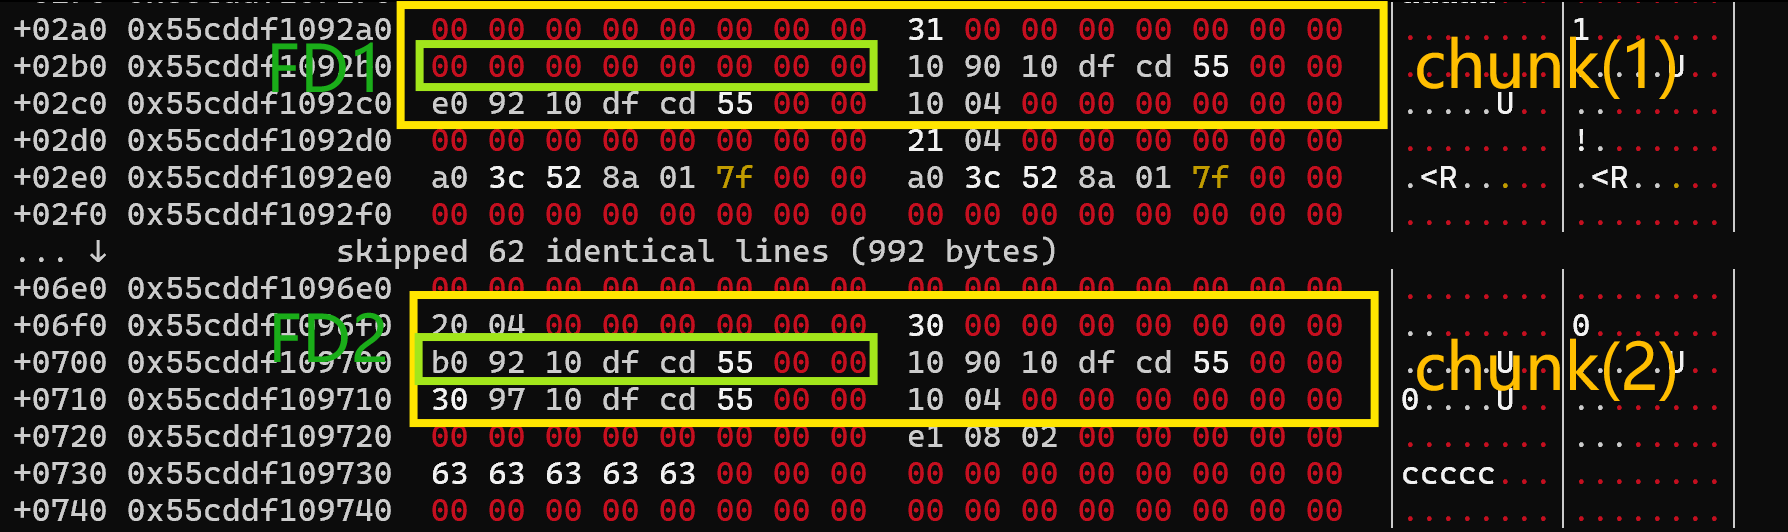 +02a0 0x55cddf1092a0 00 00 00 00 00 00 00 00 31 00 00 00 00 00 00 00 ........ 1.......
+02b0 0x55cddf1092b0 00 00 00 00 00 00 00 00 10 90 10 df cd 55 00 00 .....U..
FD1
chunk(1)
+02c0 0x55cddf1092c0 e0 92 10 df cd 55 00 00 10 04 00 00 00 00 00 00 .....U.. ........
+02d0 0x55cddf1092d0 00 00 00 00 00 00 00 00 21 04 00 00 00 00 00 00 ........ !.......
+02e0 0x55cddf1092e0 a0 3c 52 8a 01 7f 00 00 a0 3c 52 8a 01 7f 00 00 .<R..... .<R.....
+02f0 0x55cddf1092f0 00 00 00 00 00 00 00 00 00 00 00 00 00 00 00 00 ........ ........
... ↓ skipped 62 identical lines (992 bytes)
+06e0 0x55cddf1096e0 00 00 00 00 00 00 00 00 00 00 00 00 00 00 00 00 ........ ........
+06f0 0x55cddf1096f0 20 04 00 00 00 00 00 00 30 00 00 00 00 00 00 00 ........ 0.......
FD2
+0700 0x55cddf109700 b0 92 10 df cd 55 00 00 10 90 10 df cd 55 00 00 .....U.. .....U..
chunk(2)
+0710 0x55cddf109710 30 97 10 df cd 55 00 00 10 04 00 00 00 00 00 00 0....U.. ........
+0720 0x55cddf109720 00 00 00 00 00 00 00 00 e1 08 02 00 00 00 00 00 ........ ........
+0730 0x55cddf109730 63 63 63 63 63 00 00 00 00 00 00 00 00 00 00 00 ccccc... ........
+0740 0x55cddf109740 00 00 00 00 00 00 00 00 00 00 00 00 00 00 00 00 ........ ........